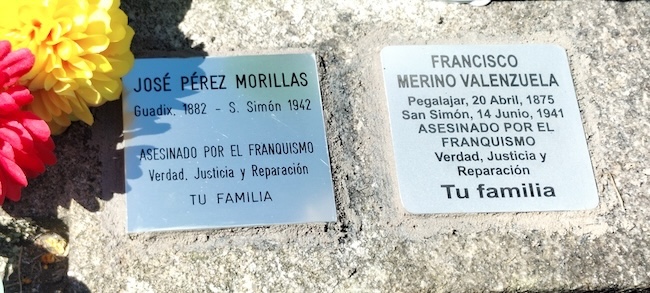 JOSÉ PÉREZ MORILLAS
Guadix, 1882 - S. Simón 1942
ASESINADO POR EL FRANQUISMO
Verdad, Justicia y Reparación
TU FAMILIA
FRANCISCO
MERINO VALENZUELA
Pegalajar, 20 Abril, 1875
San Simón, 14 Junio, 1941
ASESINADO POR EL
FRANQUISMO
Verdad, Justicia y
Reparación
Tu familia